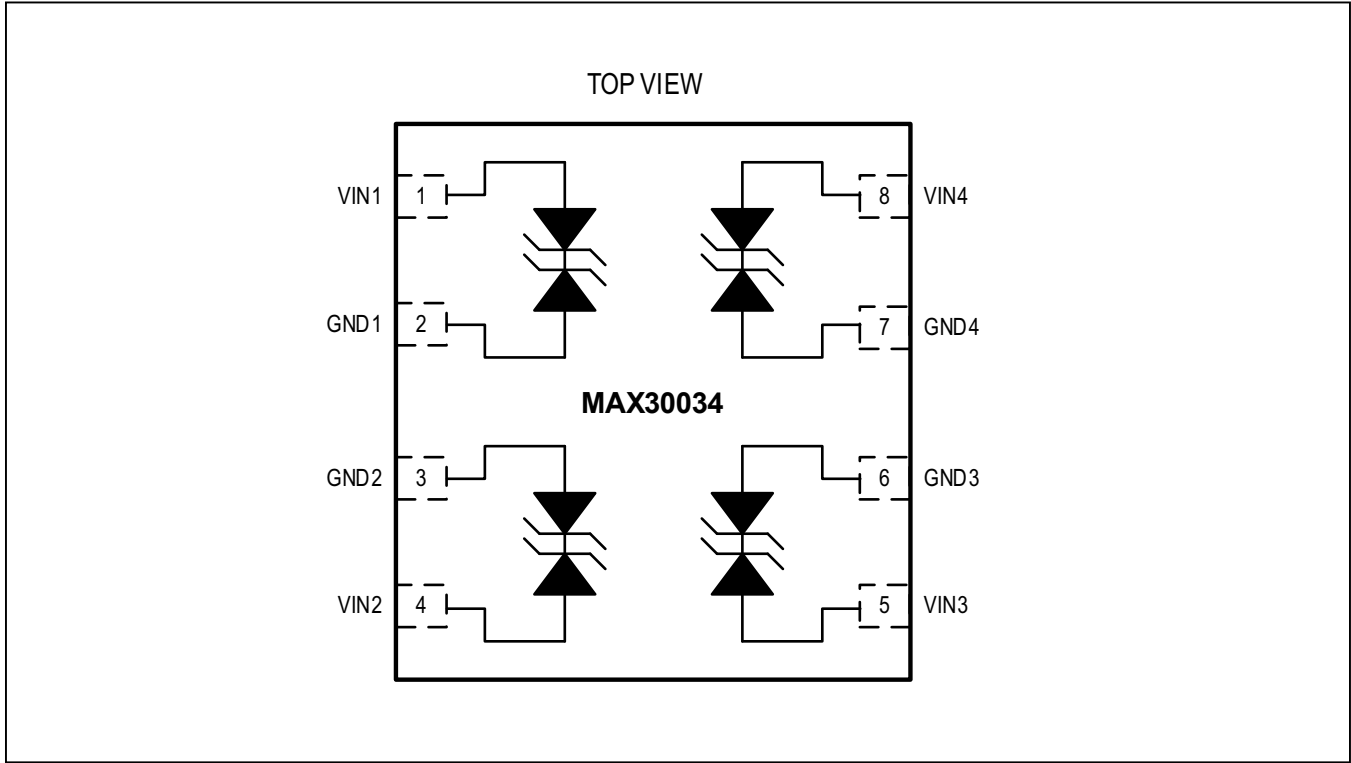 TOP VIEW
VIN1 1 8 VIN4
GND1 2 7 GND4
MAX30034
GND2 3 6 GND3
VIN2 4 5 VIN3